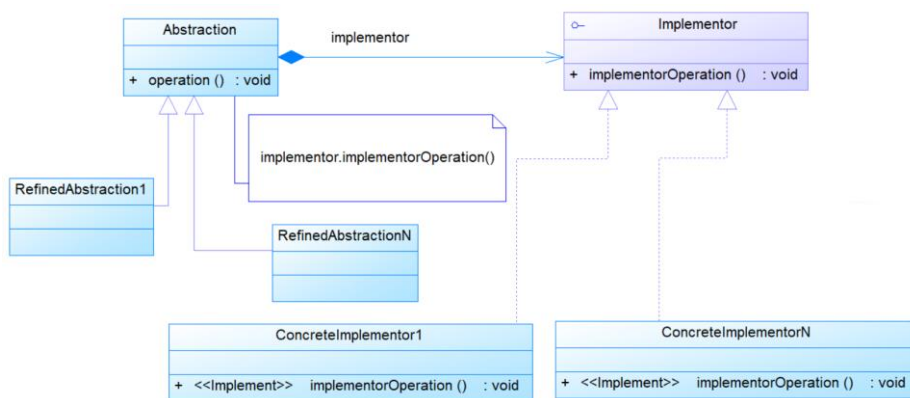 Abstraction
+ operation () : void
implementor
Implementor
+ implementorOperation () : void
implementor.implementorOperation()
RefinedAbstraction1
RefinedAbstractionN
ConcreteImplementor1
+ <<Implement>> implementorOperation () : void
ConcreteImplementorN
+ <<Implement>> implementorOperation () : void